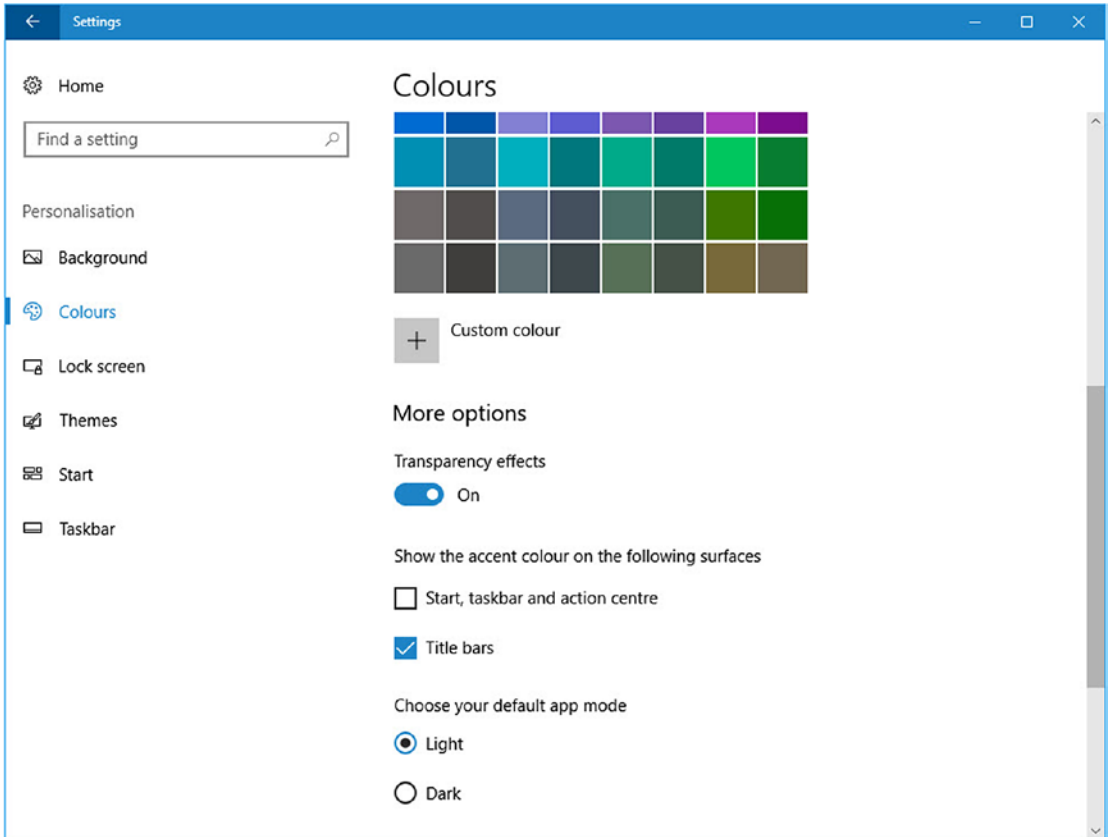 Settings
Home
Find a setting
Personalisation
Background
Colours
Lock screen
Themes
Start
Taskbar
Colours
Custom colour
More options
Transparency effects
On
Show the accent colour on the following surfaces
Start, taskbar and action centre
Title bars
Choose your default app mode
Light
Dark